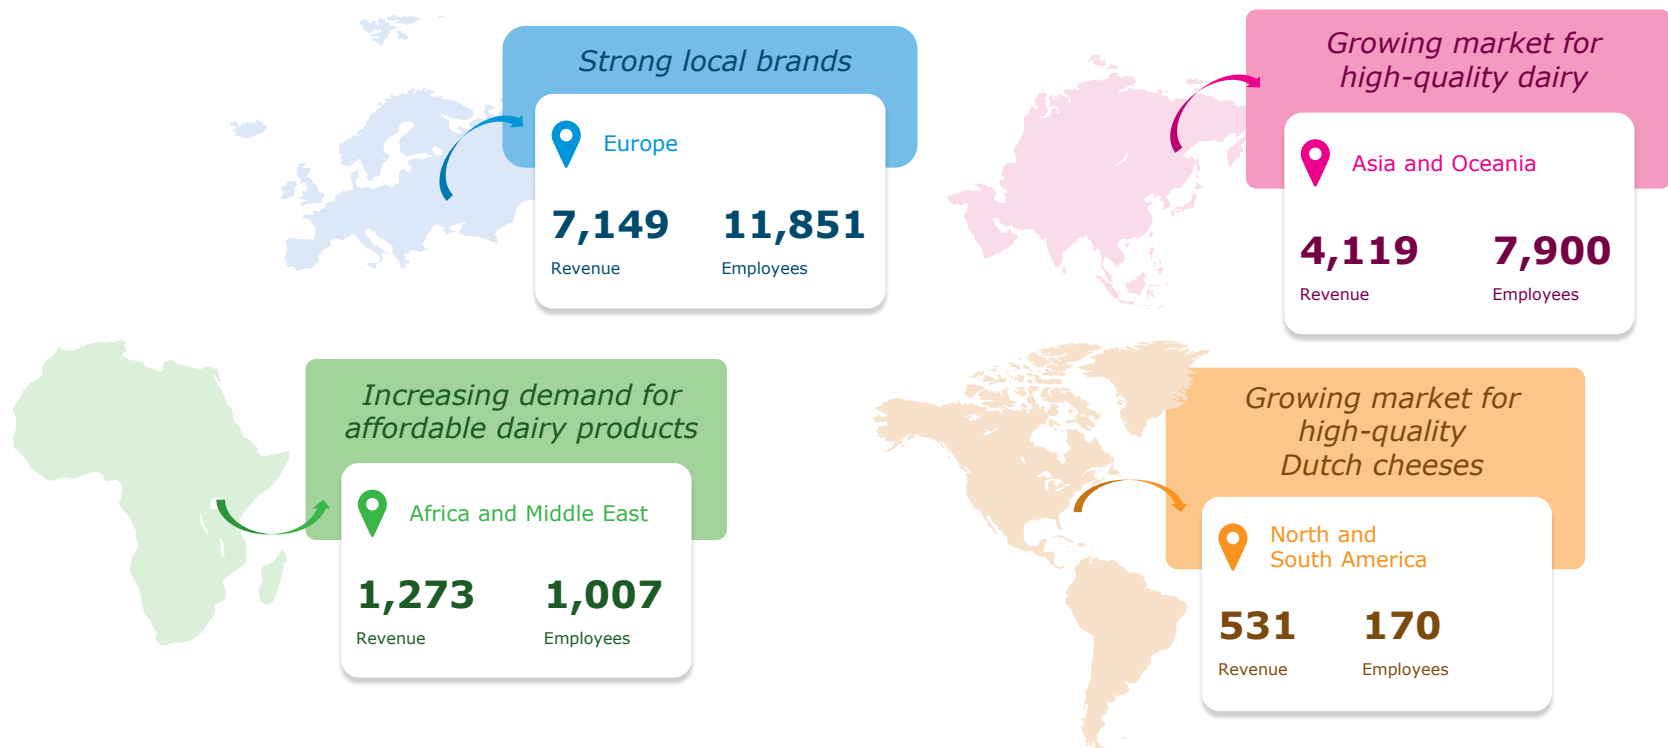 Strong local brands
Europe
7,149 11,851
Revenue Employees
Growing market for
high-quality dairy
Asia and Oceania
4,119 7,900
Revenue Employees
Increasing demand for
affordable dairy products
Africa and Middle East
1,273 1,007
Revenue Employees
Growing market for
high-quality
Dutch cheeses
North and
South America
531 170
Revenue Employees